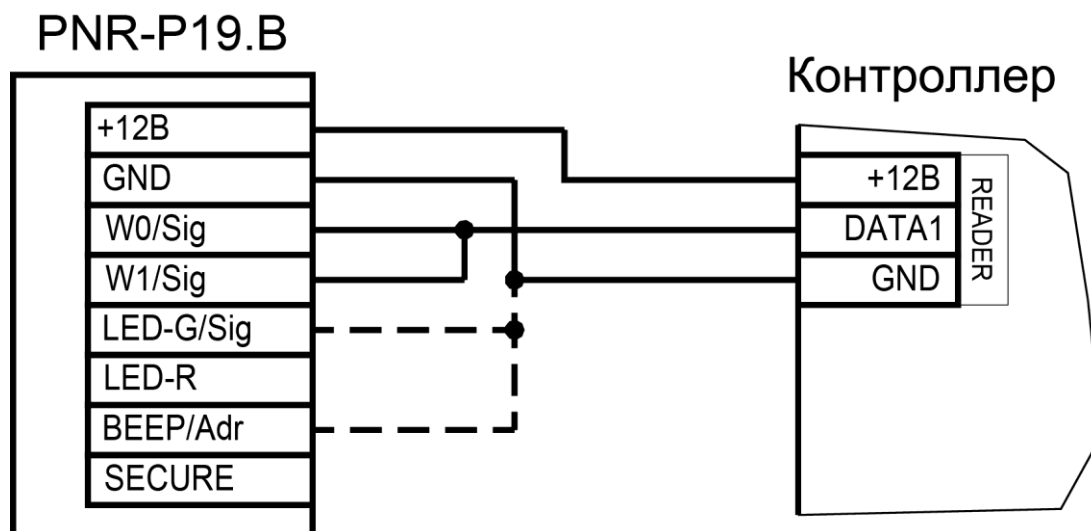 PNR-P19.B
Контроллер
+12В
GND
W0/Sig
W1/Sig
LED-G/Sig
LED-R
BEEP/Adr
SECURE
+12В
DATA1
GND
READER